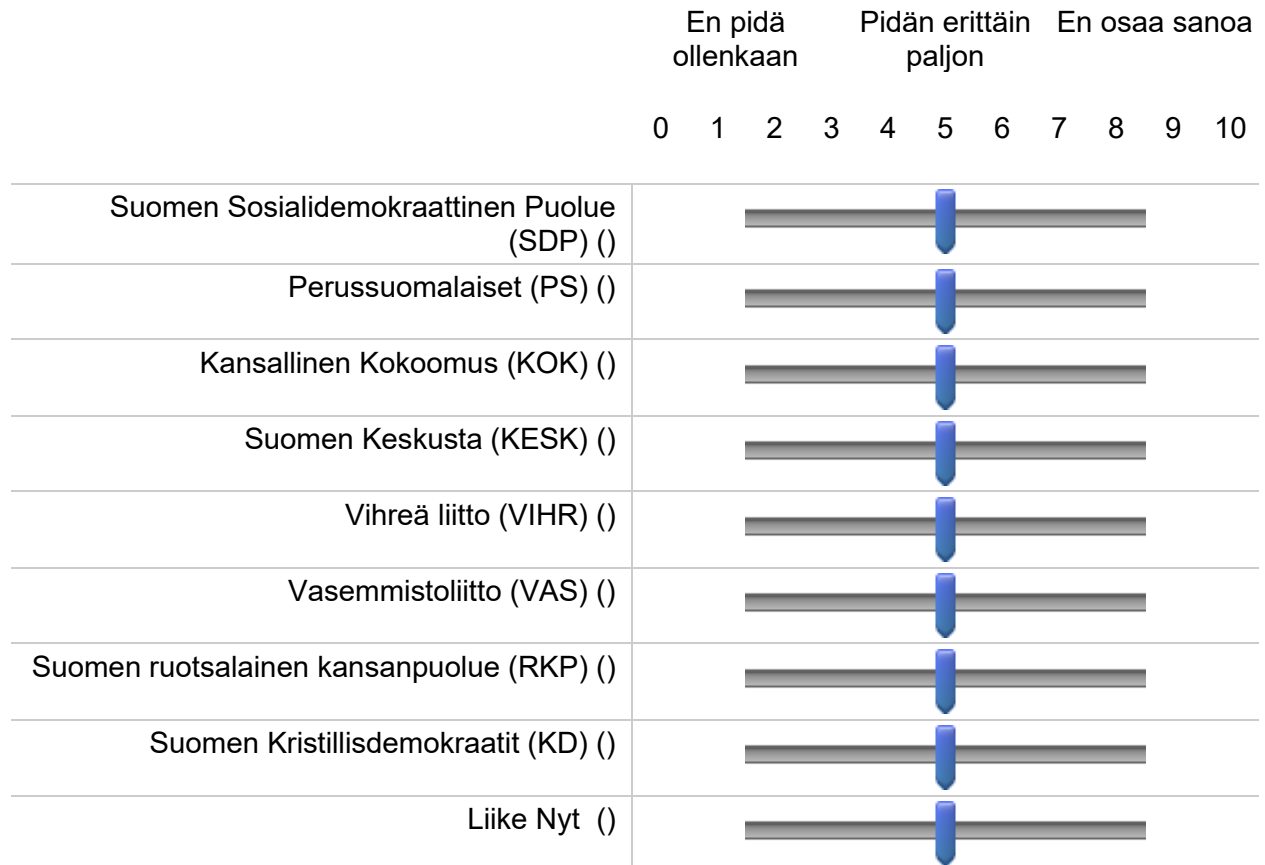 En pidä ollenkaan
Pidän erittäin paljon
En osaa sanoa
0 1 2 3 4 5 6 7 8 9 10
Suomen Sosialidemokraattinen Puolue
(SDP) ()
Perussuomalaiset (PS) ()
Kansallinen Kokoomus (KOK) ()
Suomen Keskusta (KESK) ()
Vihreä liitto (VIHR) ()
Vasemmistoliitto (VAS) ()
Suomen ruotsalainen kansanpuolue (RKP) ()
Suomen Kristillisdemokraatit (KD) ()
Liike Nyt ()